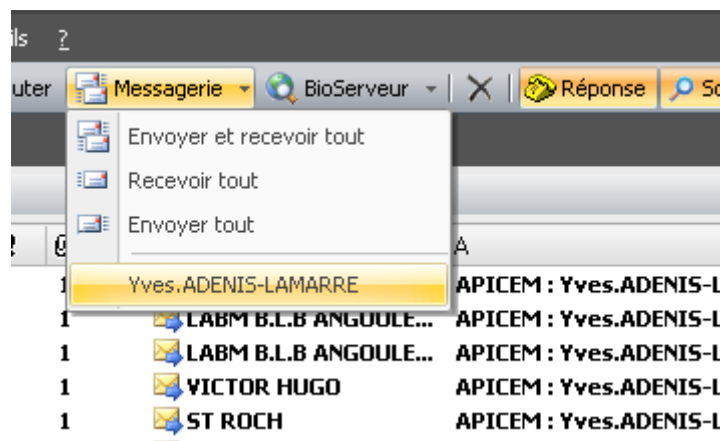 ils ?
uter Messagerie BioServeur Réponse So
Envoyer et recevoir tout
Recevoir tout
Envoyer tout
A
Yves.ADENIS-LAMARRE
1 APICEM : Yves.ADENIS-L
1 LABM B.L.B ANGOULE... APICEM : Yves.ADENIS-L
1 LABM B.L.B ANGOULE... APICEM : Yves.ADENIS-L
1 VICTOR HUGO APICEM : Yves.ADENIS-L
1 ST ROCH APICEM : Yves.ADENIS-L